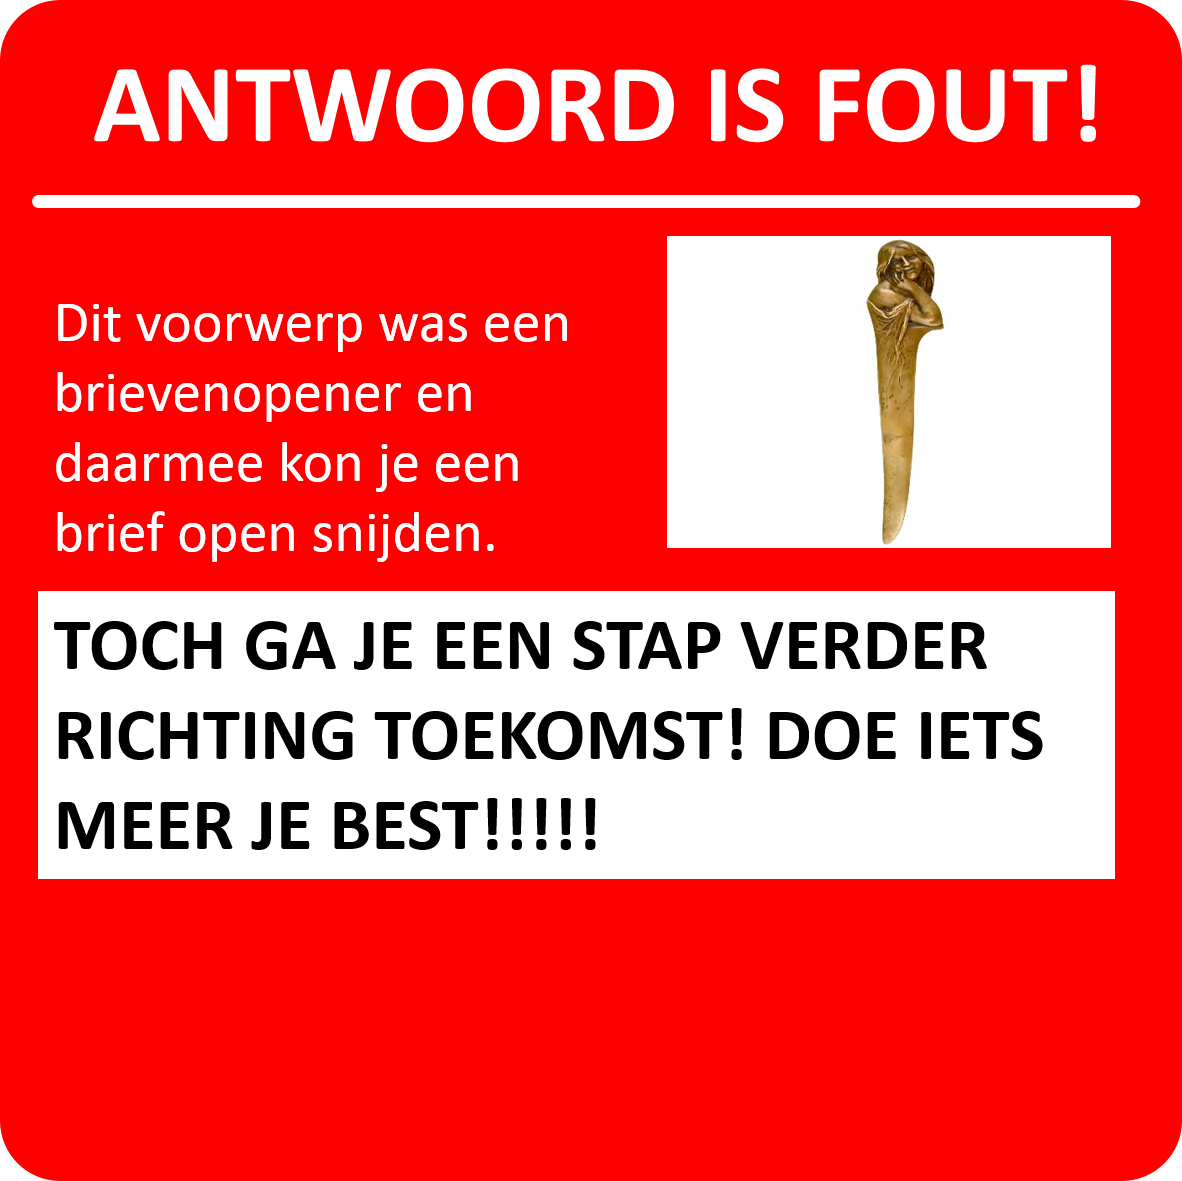 ANTWOORD IS FOUT!
Dit voorwerp was een
brievenopener en
daarmee kon je een
brief open snijden.
TOCH GA JE EEN STAP VERDER
RICHTING TOEKOMST! DOE IETS
MEER JE BEST!!!!!